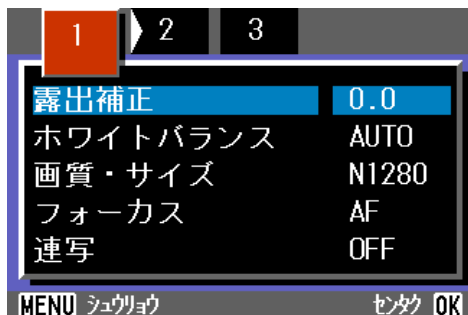 1 2 3
露出補正 0.0
ホワイトバランス AUTO
画質・サイズ N1280
フォーカス AF
連写 OFF
MENU シュウリョウ センタク OK